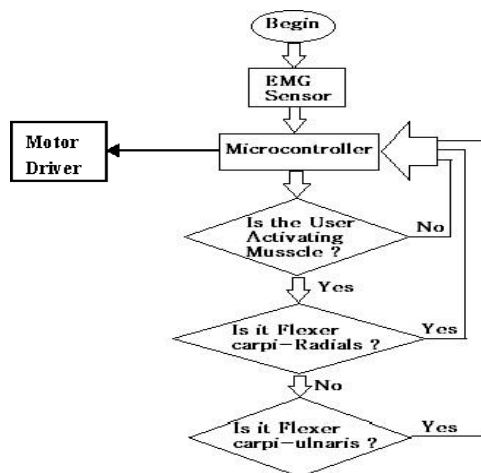 Begin
EMG
Sensor
Motor
Driver
Microcontroller
Is the User
Activating
Musscle ?
No
Yes
Is it Flexer
carpi-Radials ?
Yes
No
Is it Flexer
carpi-ulnaris ?
Yes